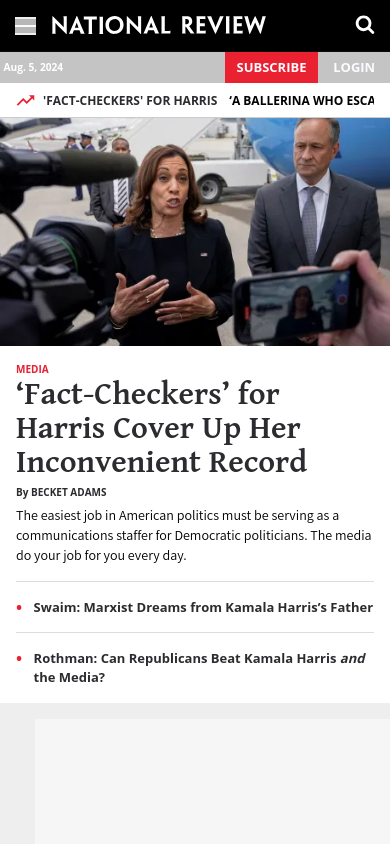 NATIONAL REVIEW
Aug. 5, 2024
SUBSCRIBE
LOGIN
'FACT-CHECKERS' FOR HARRIS
‘A BALLERINA WHO ESCA
MEDIA
‘Fact-Checkers’ for
Harris Cover Up Her
Inconvenient Record
By BECKET ADAMS
The easiest job in American politics must be serving as a
communications staffer for Democratic politicians. The media
do your job for you every day.
• Swaim: Marxist Dreams from Kamala Harris’s Father
• Rothman: Can Republicans Beat Kamala Harris and
the Media?